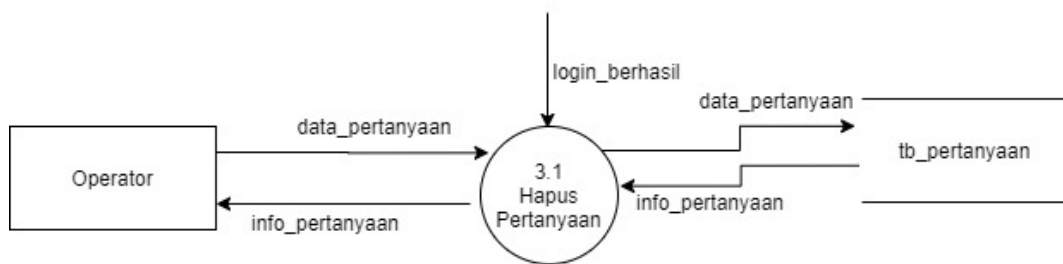 login_berhasil
data_pertanyaan
data_pertanyaan
Operator
3.1
Hapus
Pertanyaan
tb_pertanyaan
info_pertanyaan
info_pertanyaan